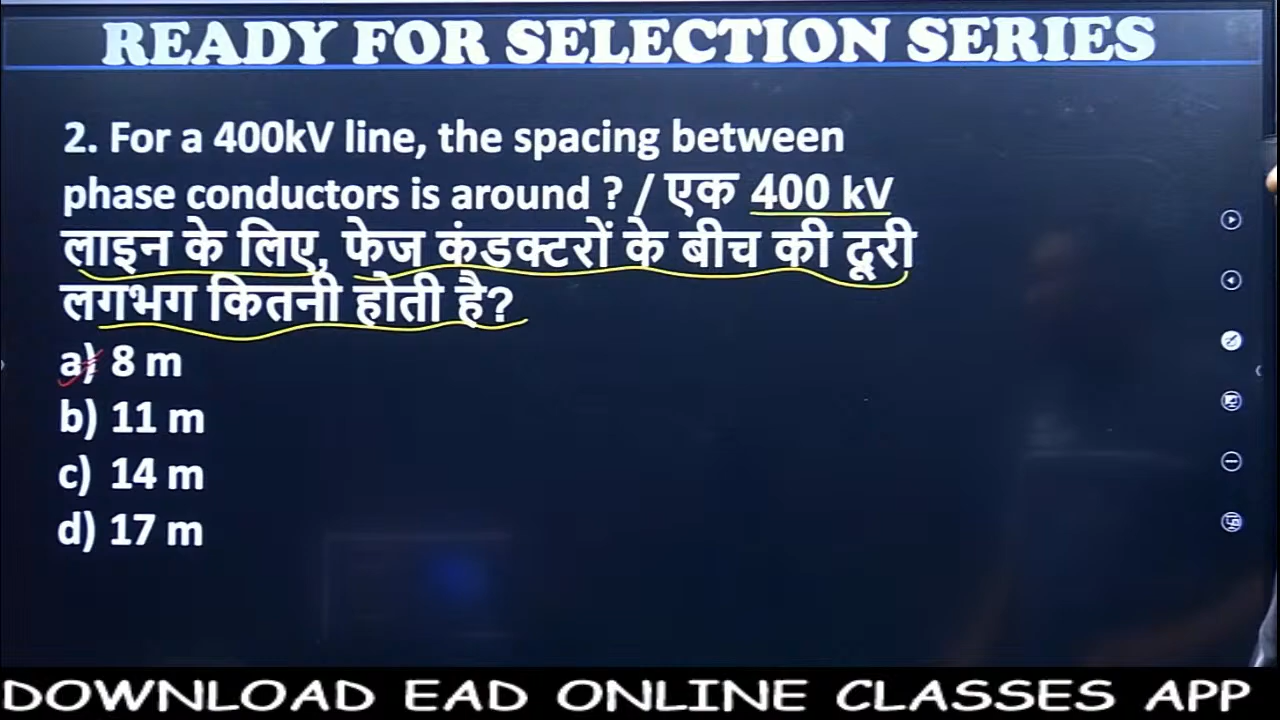 READY FOR SELECTION SERIES
2. For a 400kV line, the spacing between
phase conductors is around ? / एक 400 kV
लाइन के लिए, फेज कंडक्टरों के बीच की दूरी
लगभग कितनी होती है?
a) 8 m
b) 11 m
c) 14 m
d) 17 m
DOWNLOAD EAD ONLINE CLASSES APP